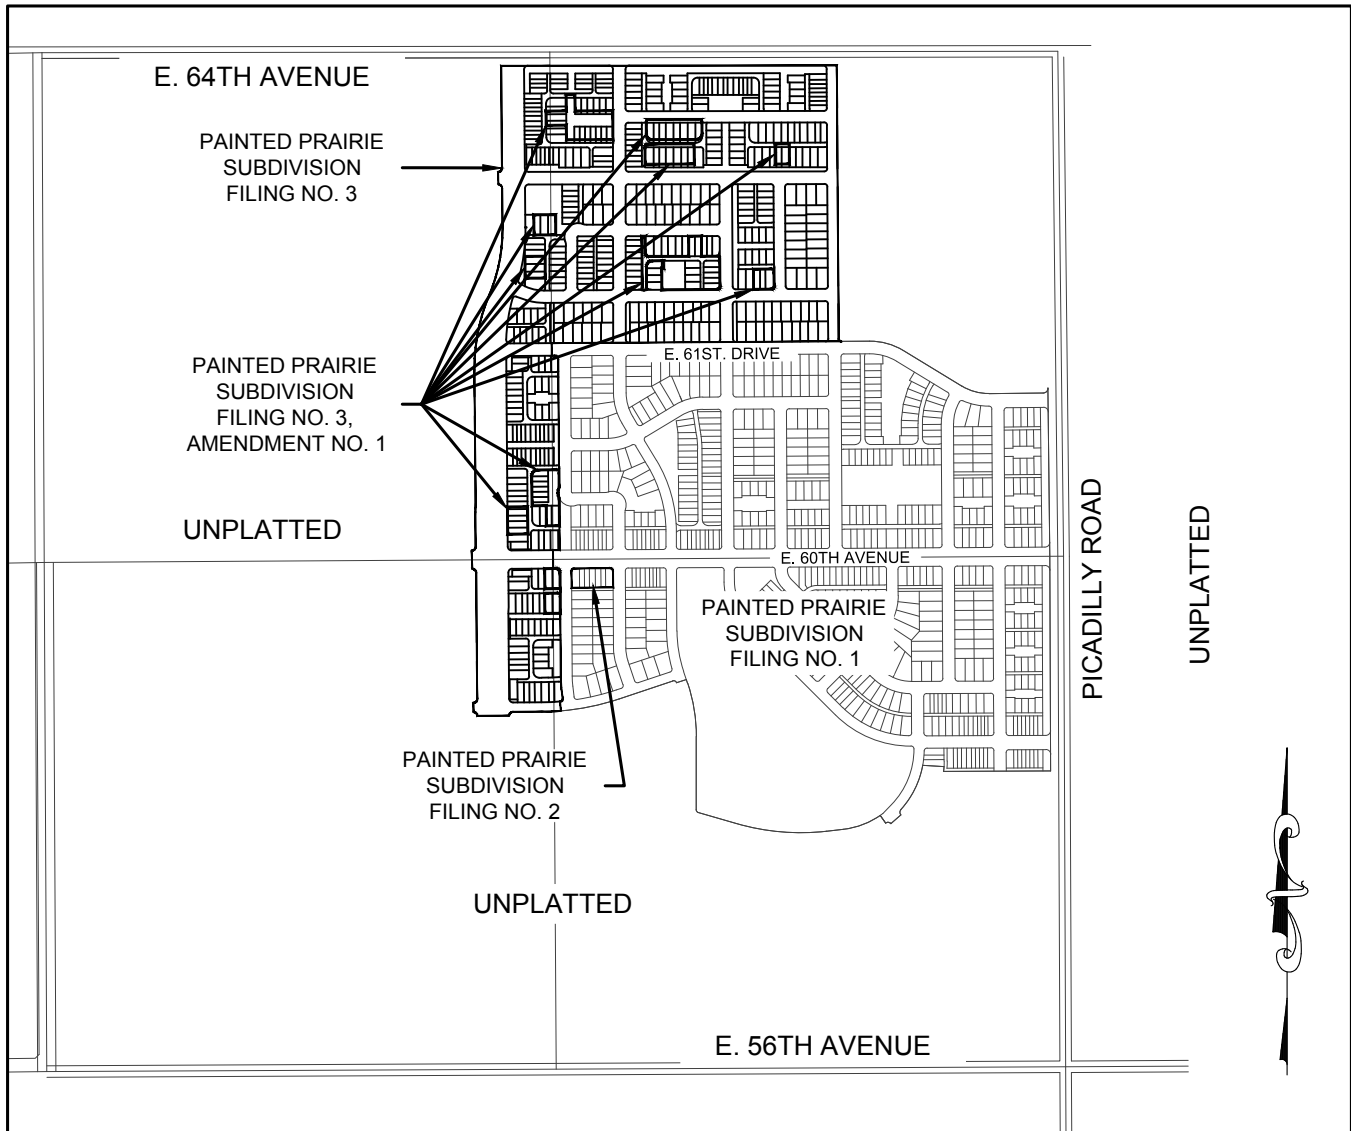 E. 64TH AVENUE
PAINTED PRAIRIE
SUBDIVISION
FILING NO. 3
E. 61ST. DRIVE
PAINTED PRAIRIE
SUBDIVISION
FILING NO. 3,
AMENDMENT NO. 1
UNPLATTED
PICADILLY ROAD
UNPLATTED
E. 60TH AVENUE
PAINTED PRAIRIE
SUBDIVISION
FILING NO. 1
PAINTED PRAIRIE
SUBDIVISION
FILING NO. 2
UNPLATTED
E. 56TH AVENUE